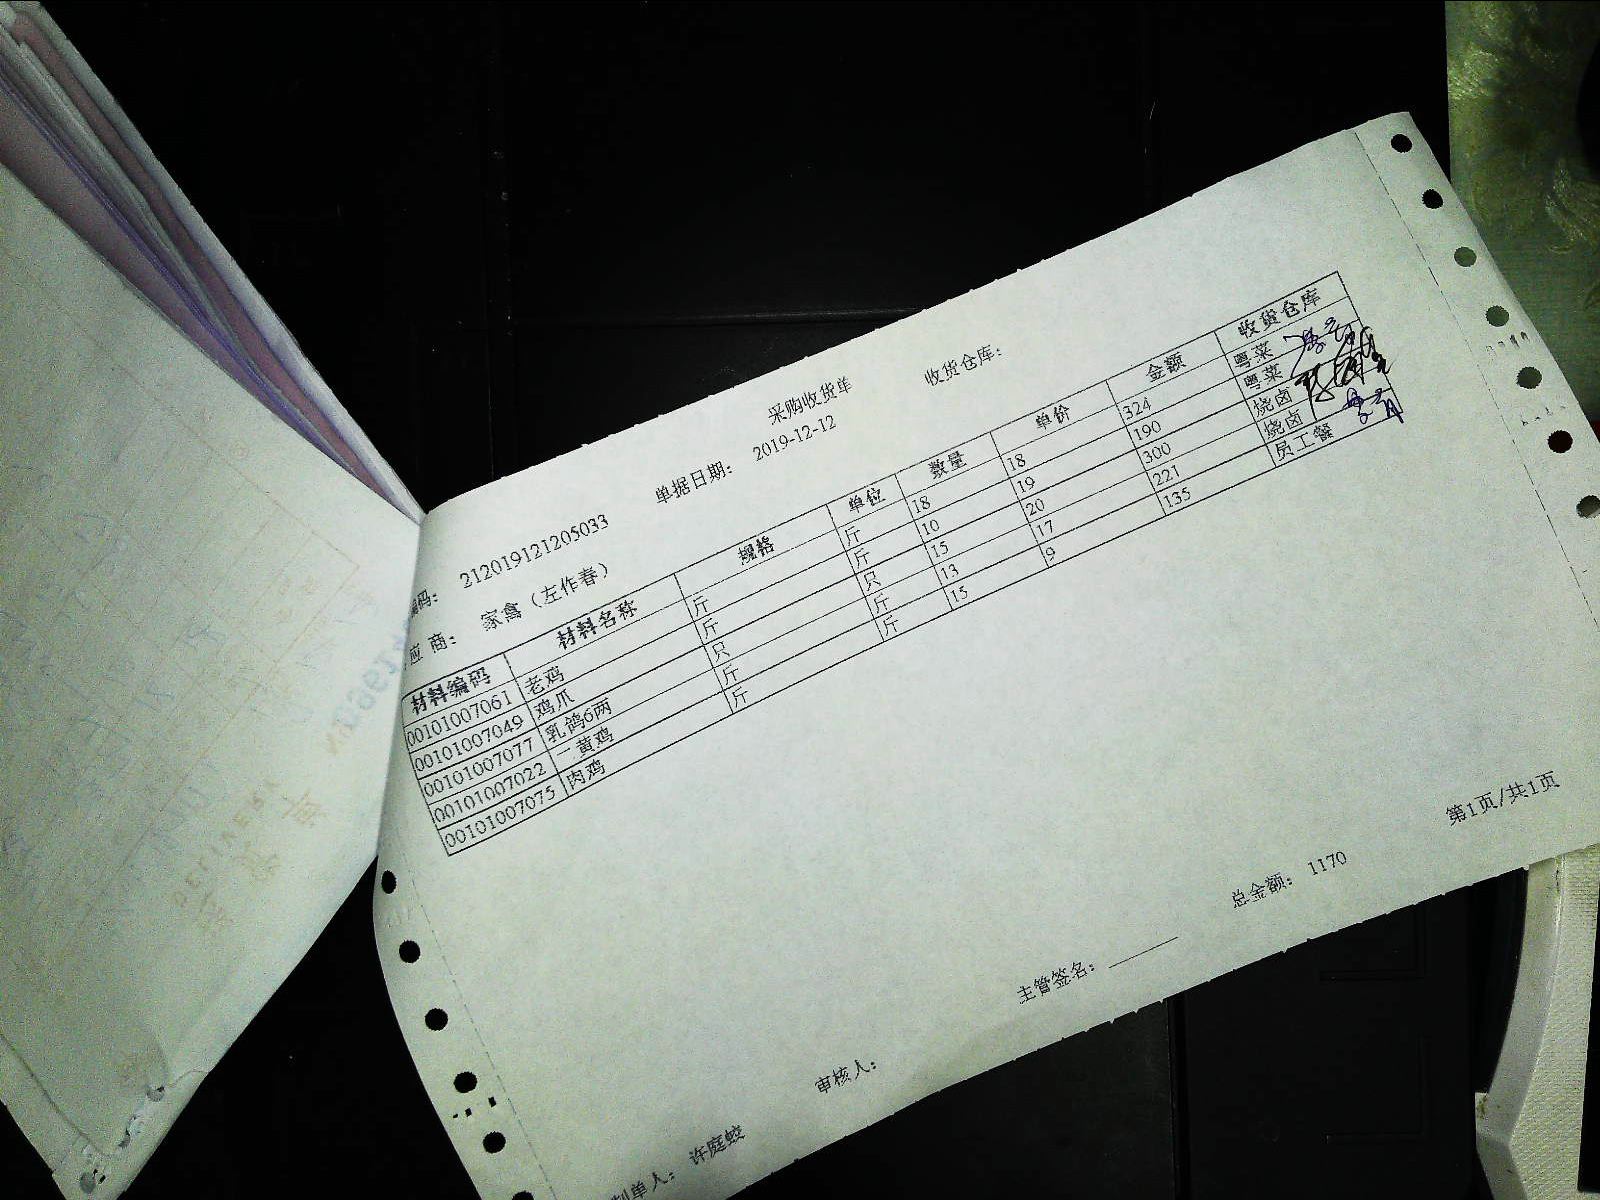 采购收货单
编码： 212019121205033 单据日期： 2019-12-12 收货仓库：
应 商： 家禽（左作春）
材料编码 材料名称 规格 单位 数量 单价 金额 收货仓库
00101007061 老鸡 斤 斤 18 18 324 粤菜
00101007049 鸡爪 斤 斤 10 19 190 粤菜
00101007077 乳鸽6两 只 只 15 20 300 烧卤
00101007022 二黄鸡 斤 斤 13 17 221 烧卤
00101007075 肉鸡 斤 斤 15 9 135 员工餐
制单人： 许庭蛟 审核人： 主管签名： 总金额： 1170 第1页/共1页